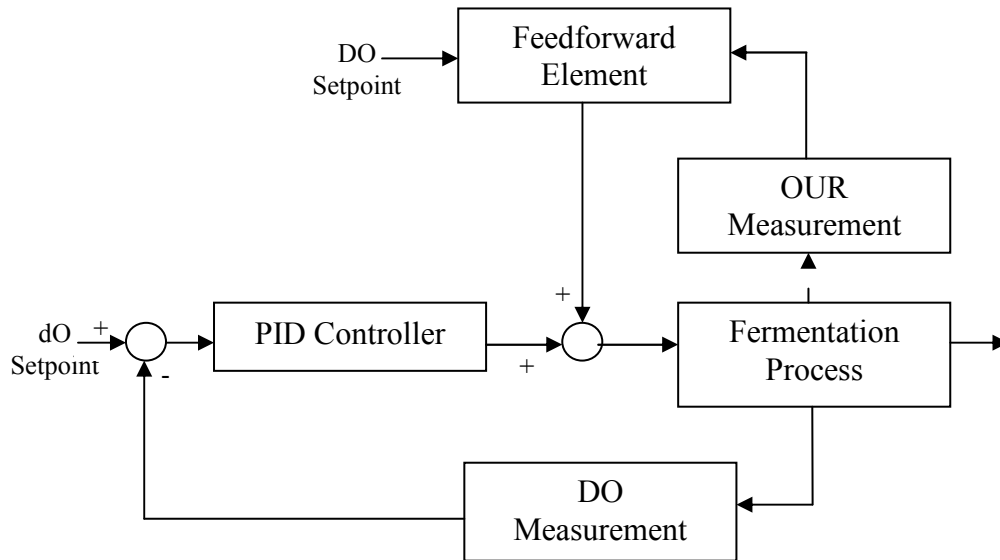 DO
Setpoint
Feedforward
Element
OUR
Measurement
+
dO
Setpoint
+
-
PID Controller
+
Fermentation
Process
DO
Measurement